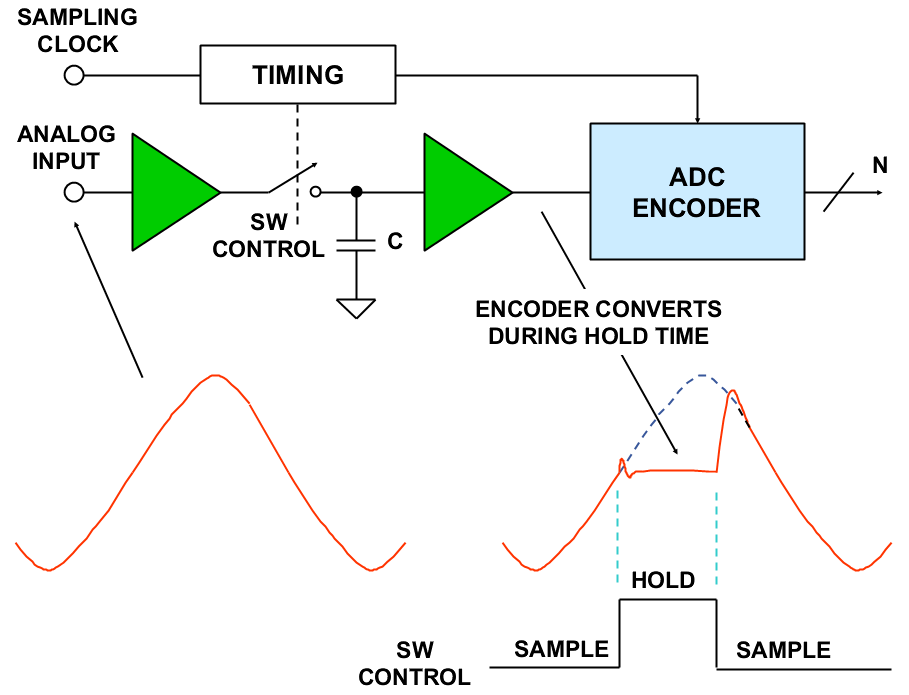 SAMPLING
CLOCK
TIMING
ANALOG
INPUT
SW
CONTROL
C
ADC
ENCODER
N
ENCODER CONVERTS
DURING HOLD TIME
HOLD
SW
CONTROL
SAMPLE
SAMPLE